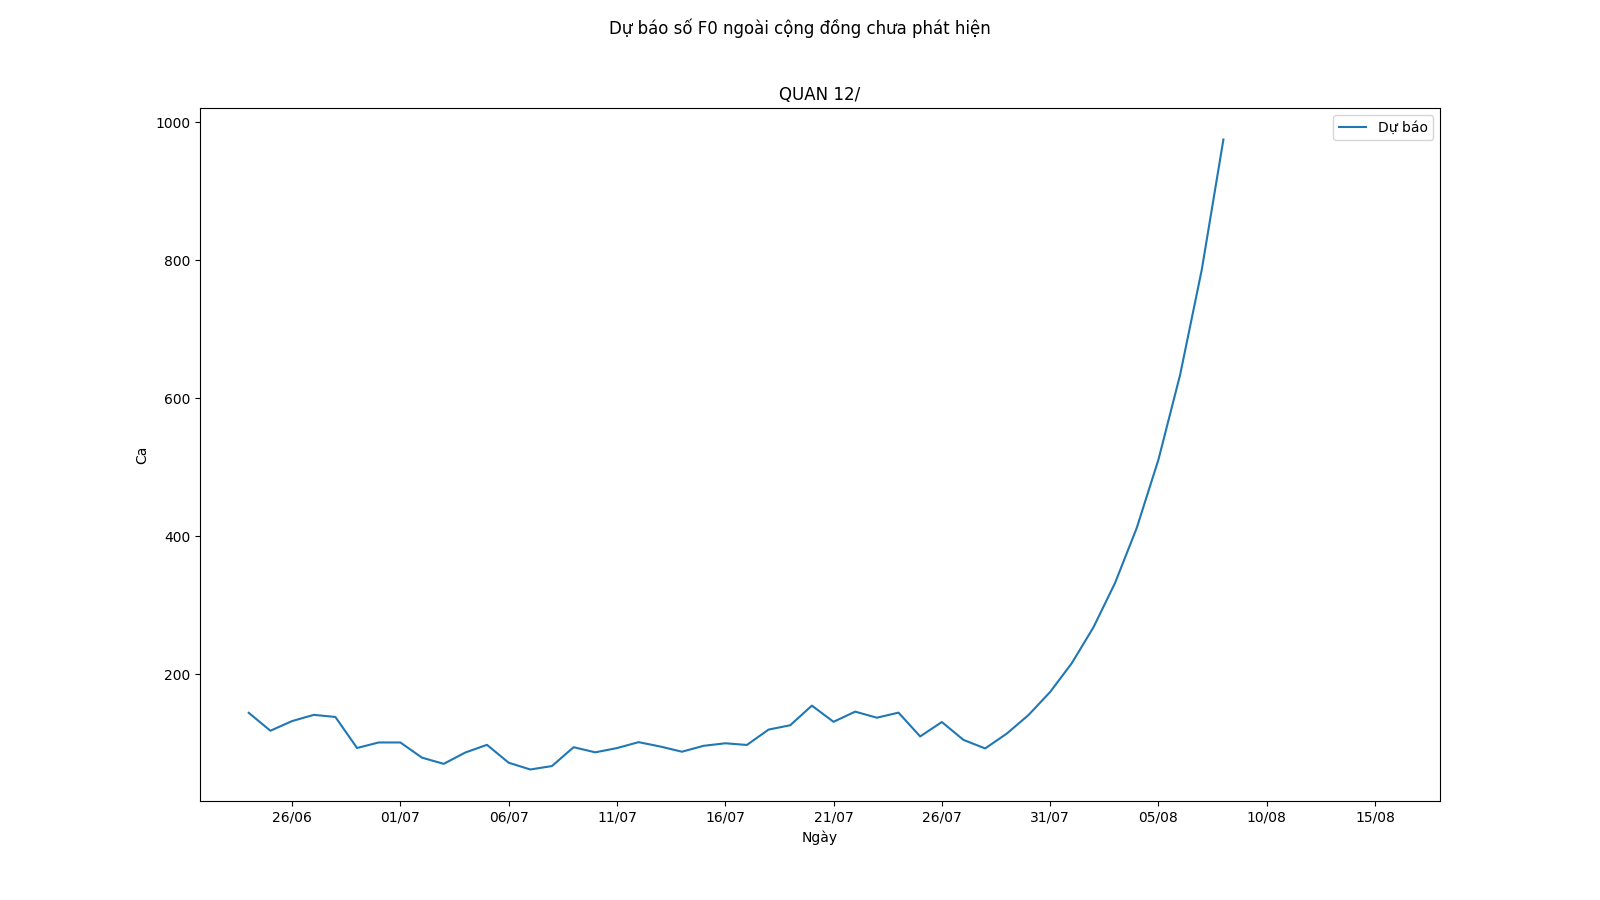 Dự báo số F0 ngoài cộng đồng chưa phát hiện
QUAN 12/
Dự báo
1000
800
600
400
200
Ca
26/06 01/07 06/07 11/07 16/07 21/07 26/07 31/07 05/08 10/08 15/08
Ngày